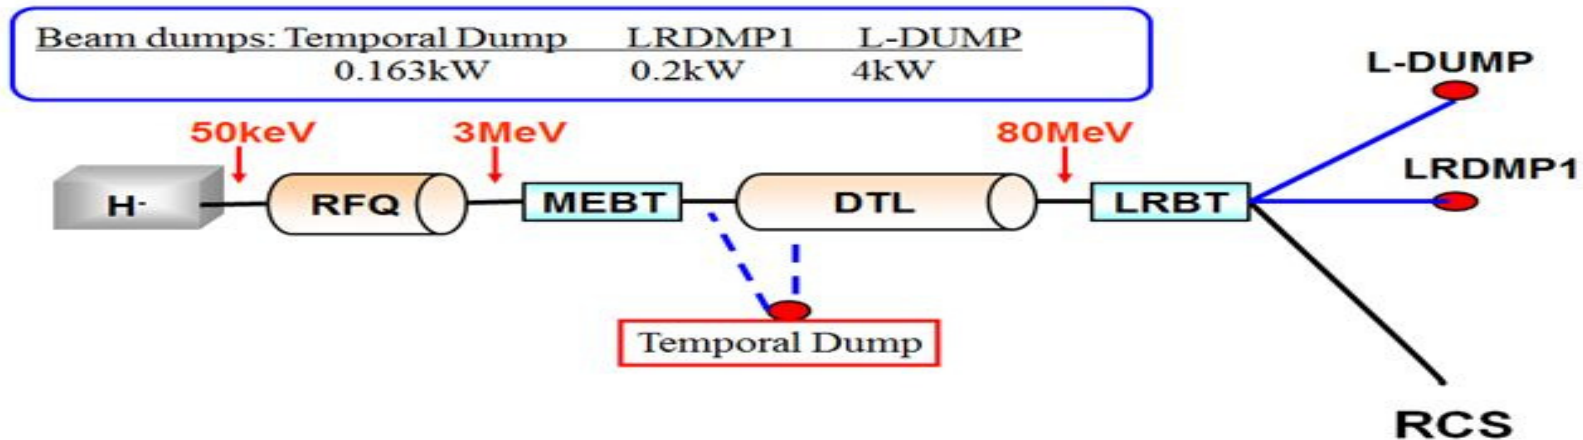 Beam dumps: Temporal Dump LRDMP1 L-DUMP
0.163kW 0.2kW 4kW
L-DUMP
50keV 3MeV 80MeV
LRDMP1
H- RFQ MEBT DTL LRBT
Temporal Dump
RCS